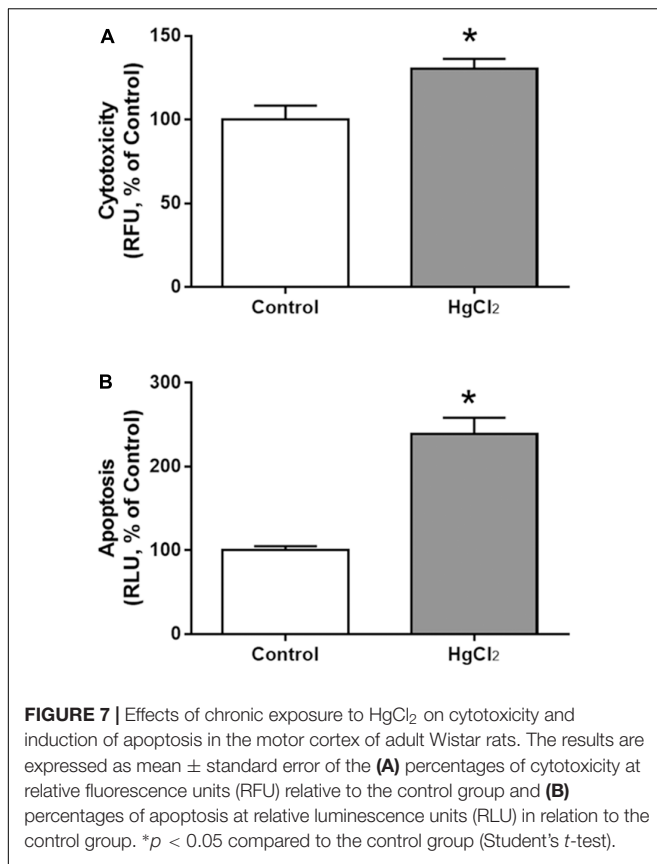 A
150
*
100
50
0
Cytotoxicity
(RFU, % of Control)
Control HgCl₂
B
300
*
200
100
0
Apoptosis
(RLU, % of Control)
Control HgCl₂
FIGURE 7 | Effects of chronic exposure to HgCl₂ on cytotoxicity and
induction of apoptosis in the motor cortex of adult Wistar rats. The results are
expressed as mean ± standard error of the (A) percentages of cytotoxicity at
relative fluorescence units (RFU) relative to the control group and (B)
percentages of apoptosis at relative luminescence units (RLU) in relation to the
control group. *p < 0.05 compared to the control group (Student's t-test).